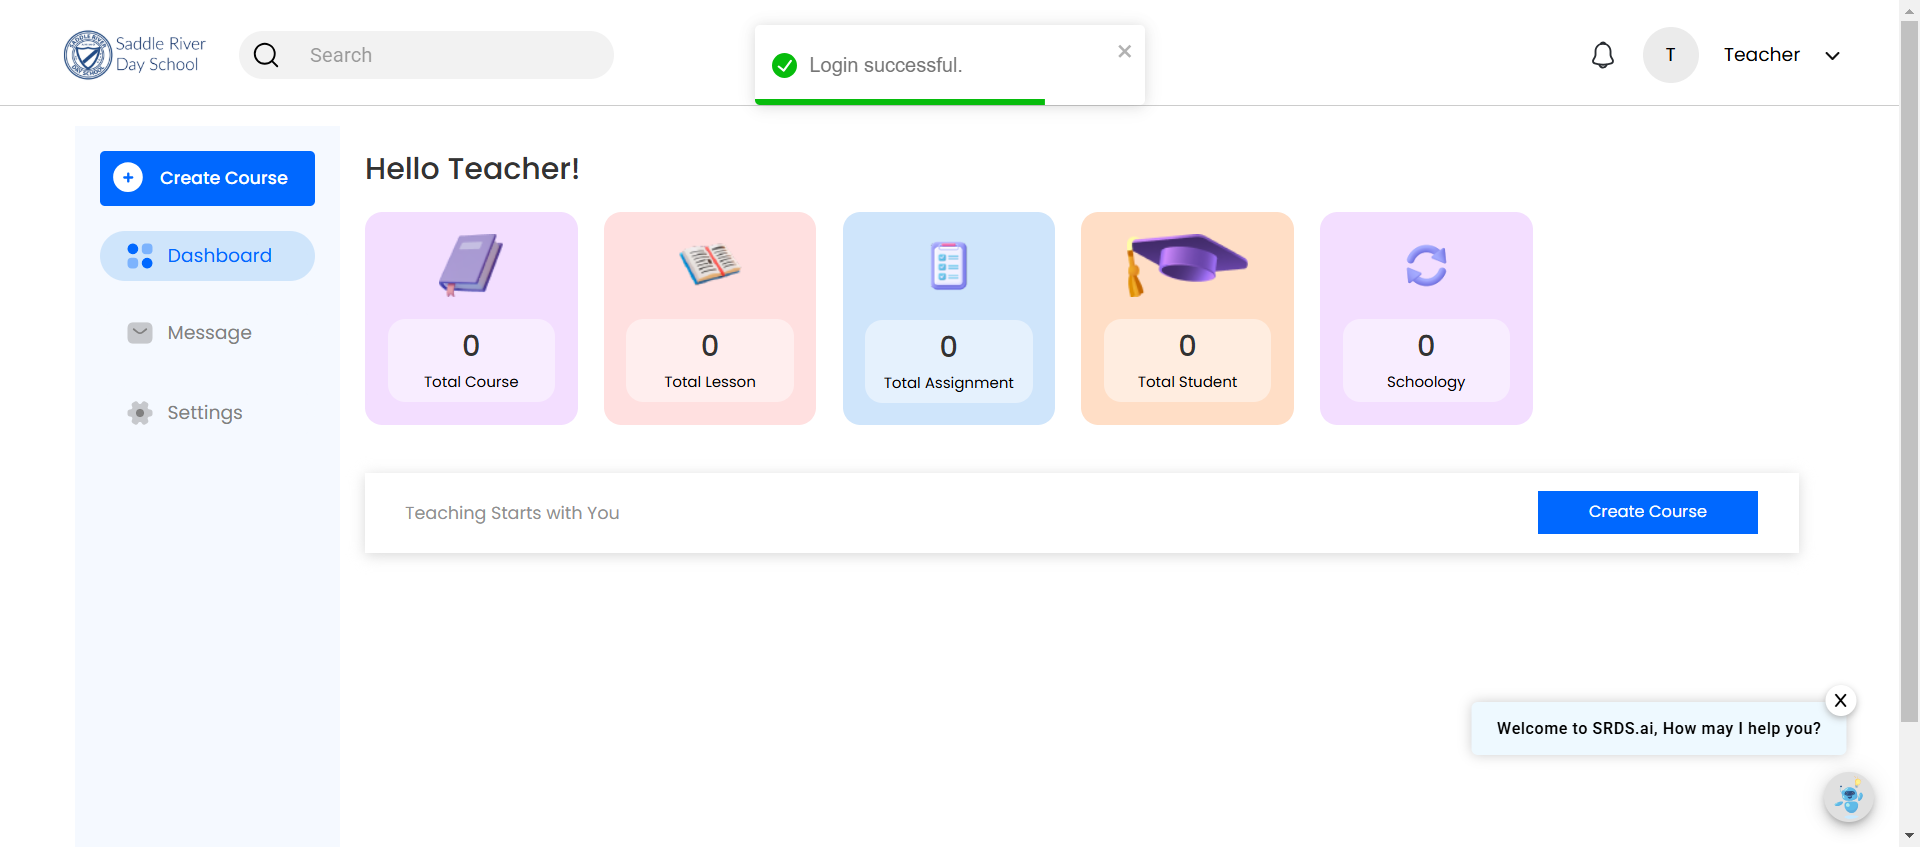 Saddle River
Day School
Search
Login successful.
T
Teacher
Create Course
Dashboard
Message
Settings
Hello Teacher!
0
Total Course
0
Total Lesson
0
Total Assignment
0
Total Student
0
Schoology
Teaching Starts with You
Create Course
X
Welcome to SRDS.ai, How may I help you?